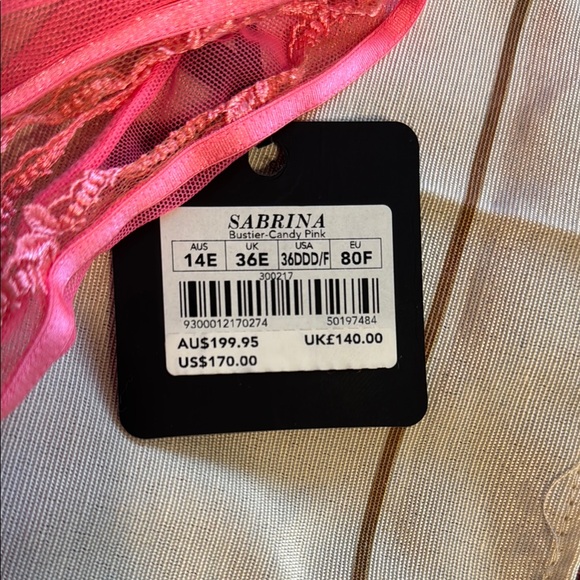 SABRINA
Bustier-Candy Pink
AUS UK USA EU
14E 36E 36DDD/F 80F
300217
9300012170274 50197484
AU$199.95 UK£140.00
US$170.00